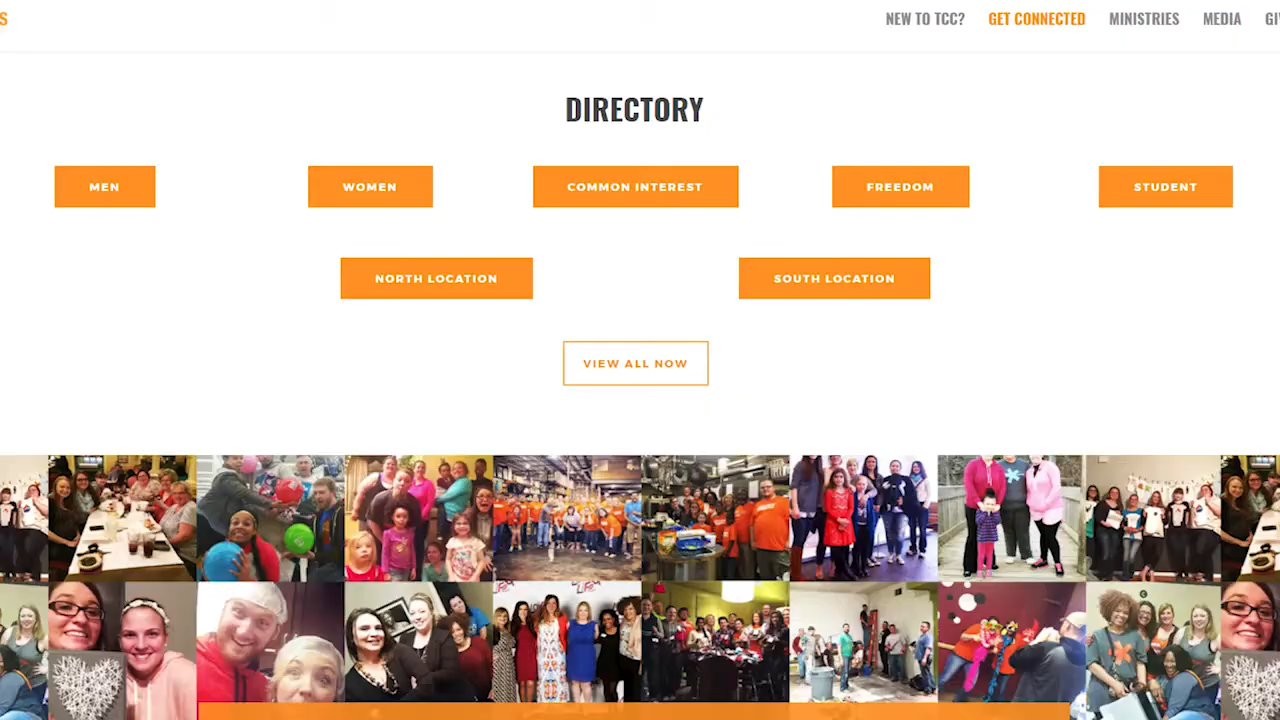 S NEW TO TCC? GET CONNECTED MINISTRIES MEDIA GI
DIRECTORY
MEN WOMEN COMMON INTEREST FREEDOM STUDENT
NORTH LOCATION SOUTH LOCATION
VIEW ALL NOW